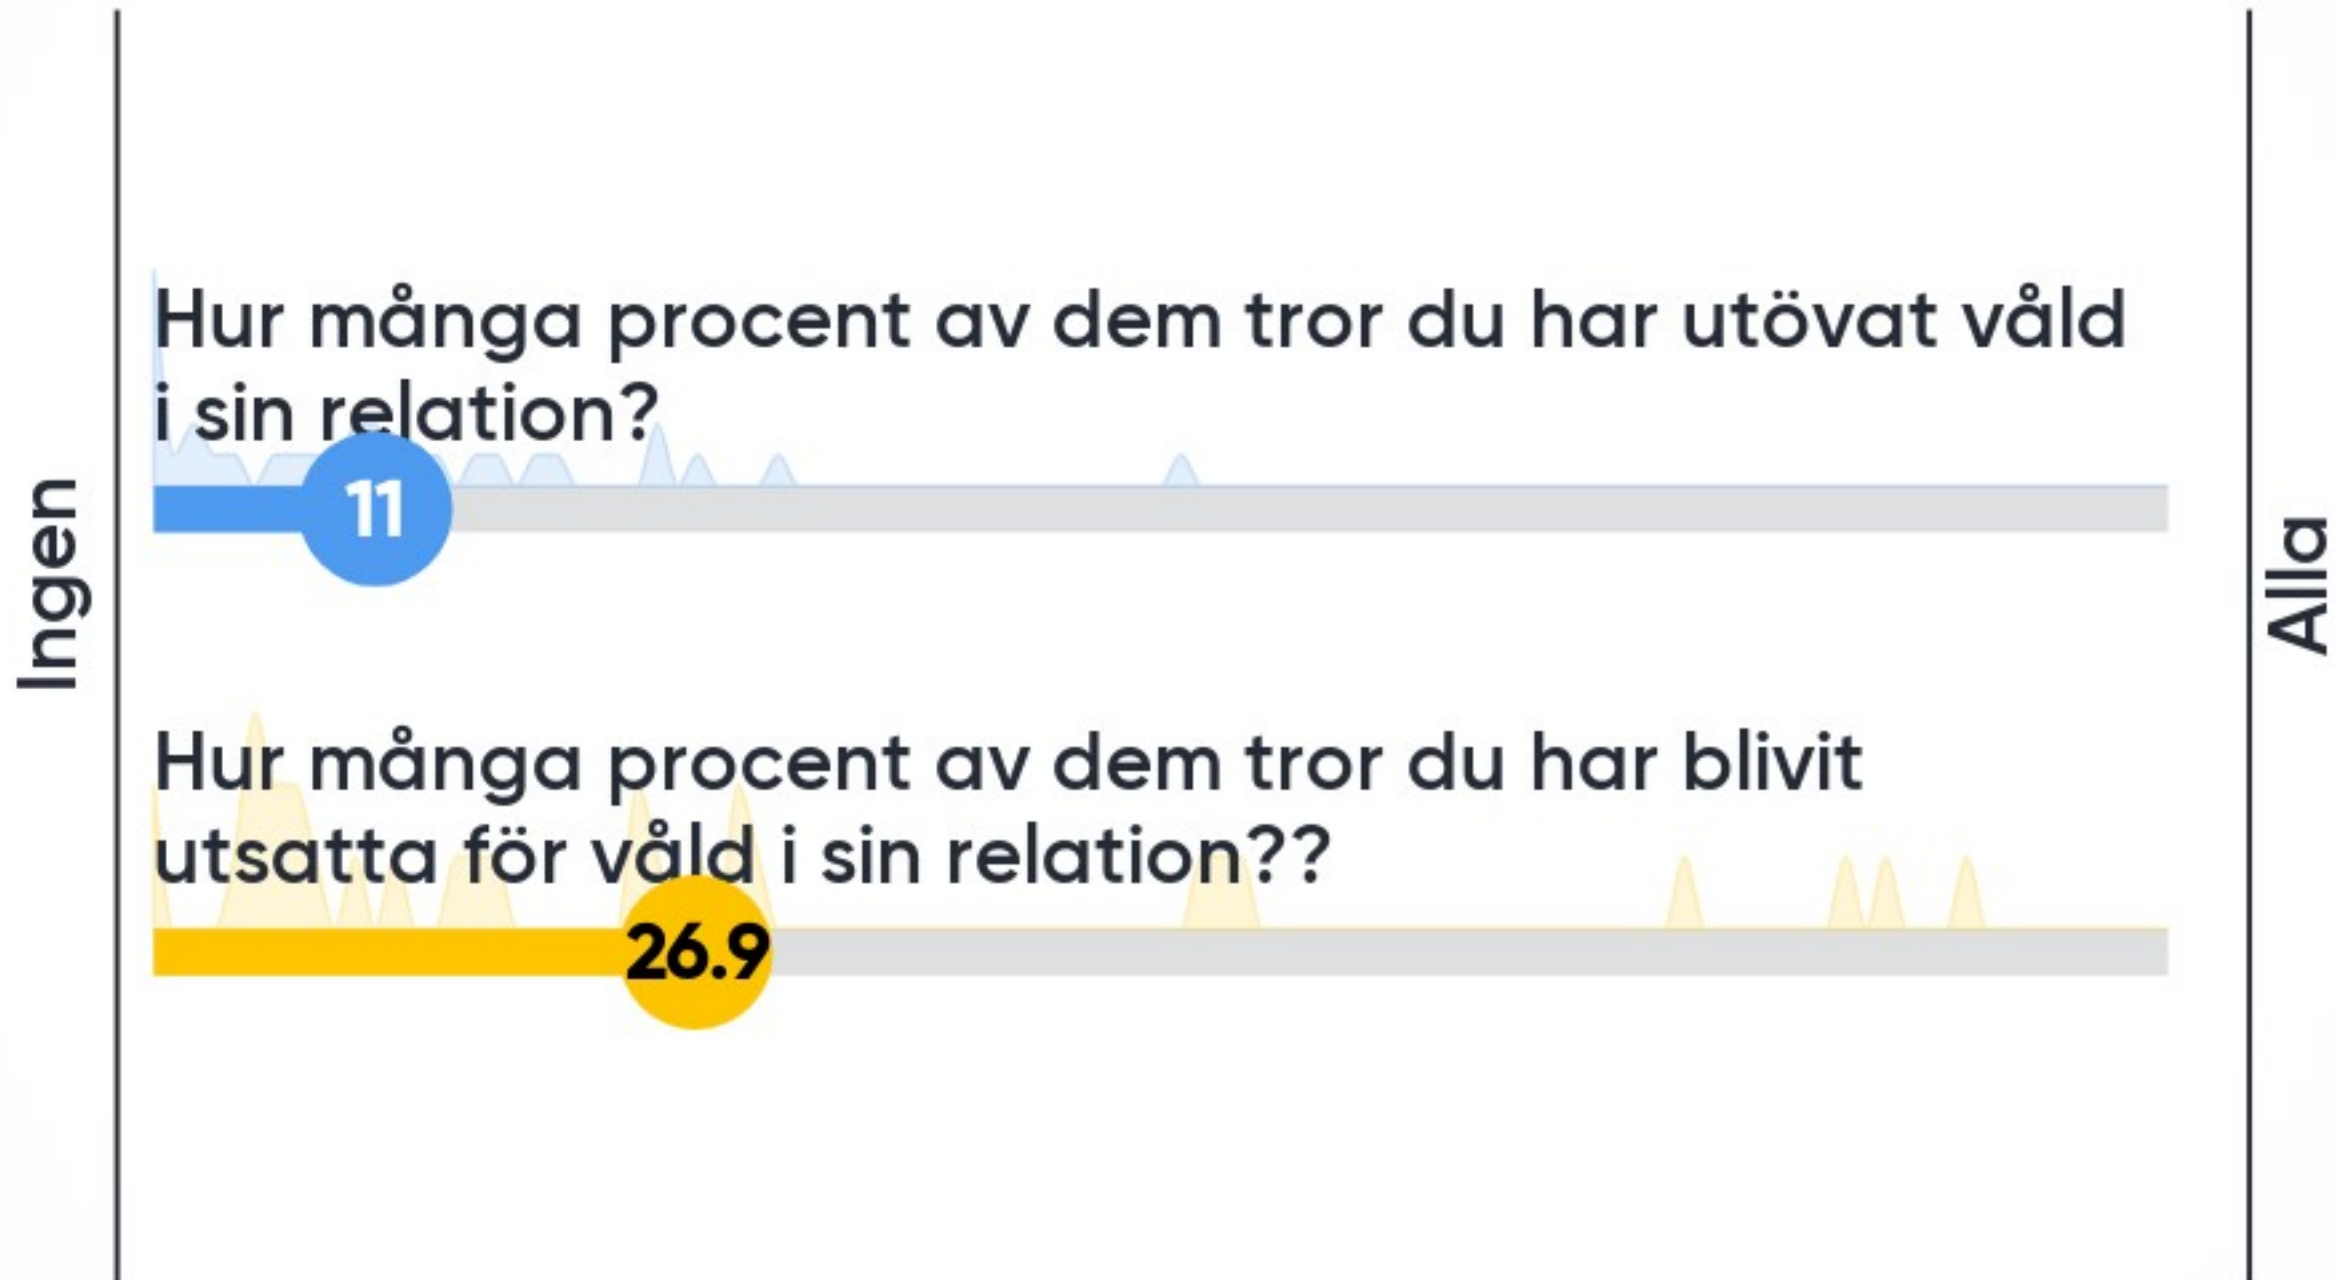 Hur många procent av dem tror du har utövat våld
i sin relation?
11
Ingen
Alla
Hur många procent av dem tror du har blivit
utsatta för våld i sin relation??
26.9